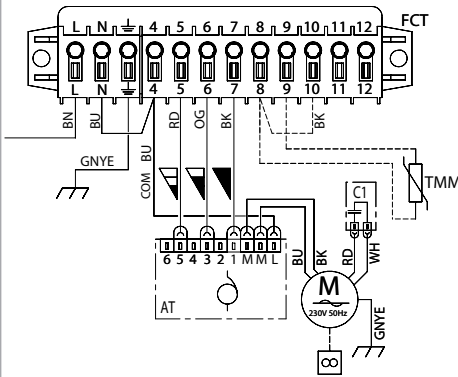 L N 4 5 6 7 8 9 10 11 12
FCT
L N 4 5 6 7 8 9 10 11 12
BN
BU
RD
OG
BK
BK
GNYE
COM
BU
TMM
C1
6 5 4 3 2 1 M M L
AT
BU
BK
RD
WH
M
230V 50Hz
GNYE
8